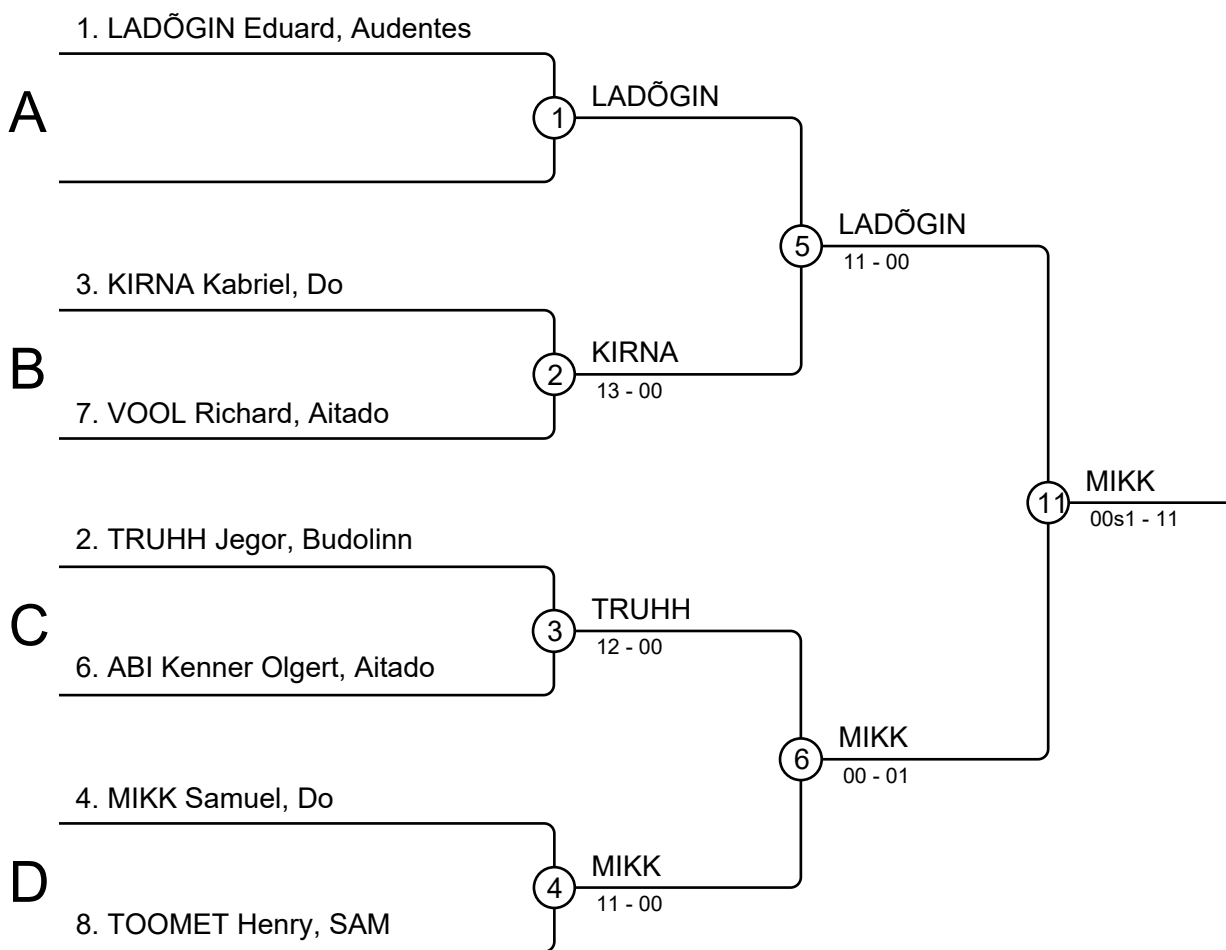 1. LADÕGIN Eduard, Audentes
A
1
LADÕGIN
5
LADÕGIN
11 - 00
3. KIRNA Kabriel, Do
B
2
KIRNA
13 - 00
7. VOOL Richard, Aitado
11
MIKK
00s1 - 11
2. TRUHH Jegor, Budolinn
C
3
TRUHH
12 - 00
6. ABI Kenner Olgert, Aitado
6
MIKK
00 - 01
4. MIKK Samuel, Do
D
4
MIKK
11 - 00
8. TOOMET Henry, SAM